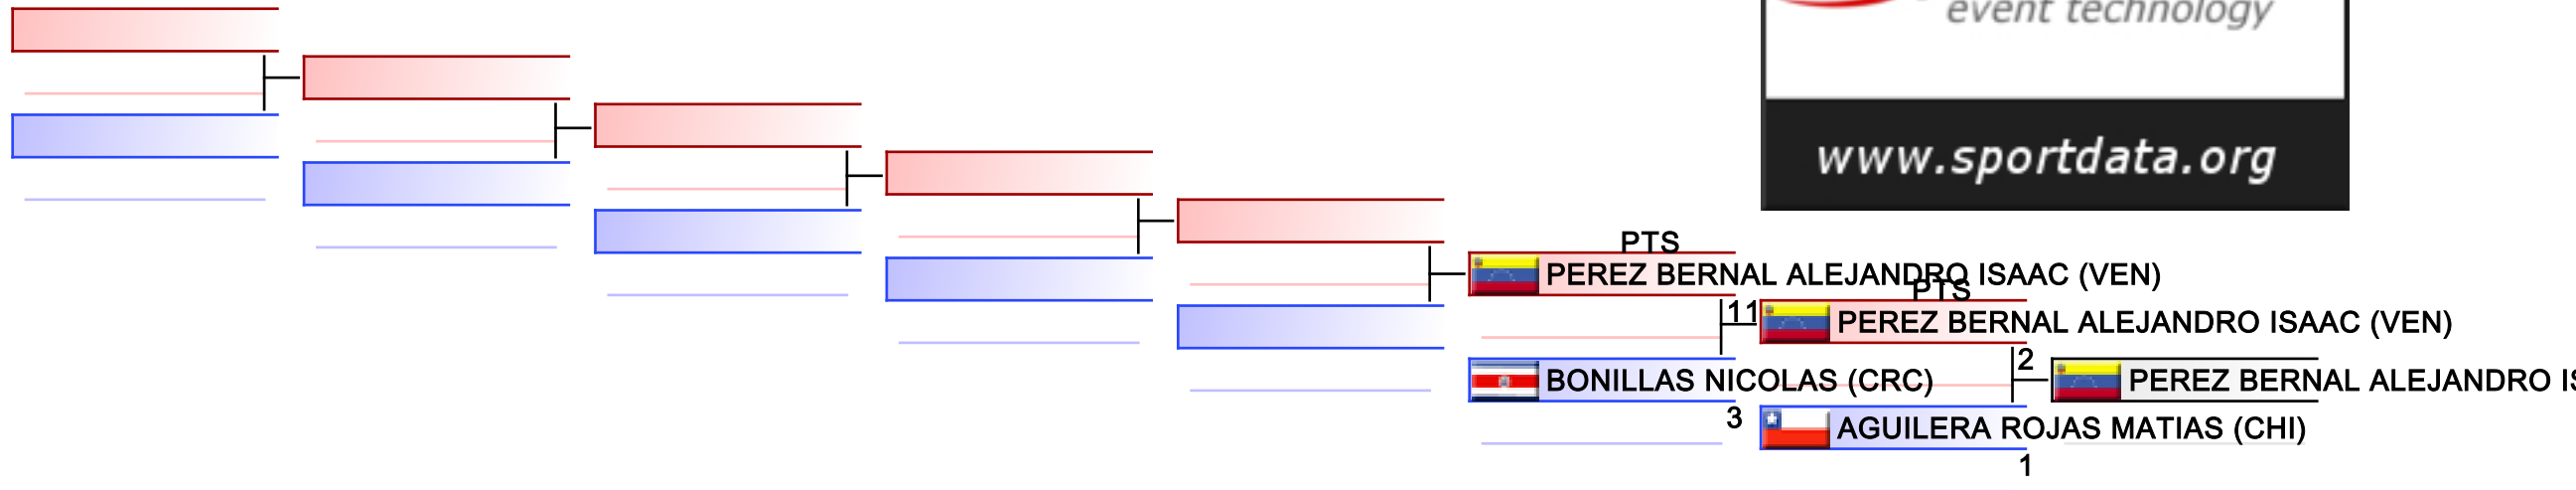 event technology
www.sportdata.org
PTS
PEREZ BERNAL ALEJANDRO ISAAC (VEN)
PTS
11
PEREZ BERNAL ALEJANDRO ISAAC (VEN)
2
BONILLAS NICOLAS (CRC)
PEREZ BERNAL ALEJANDRO
3
AGUILERA ROJAS MATIAS (CHI)
1